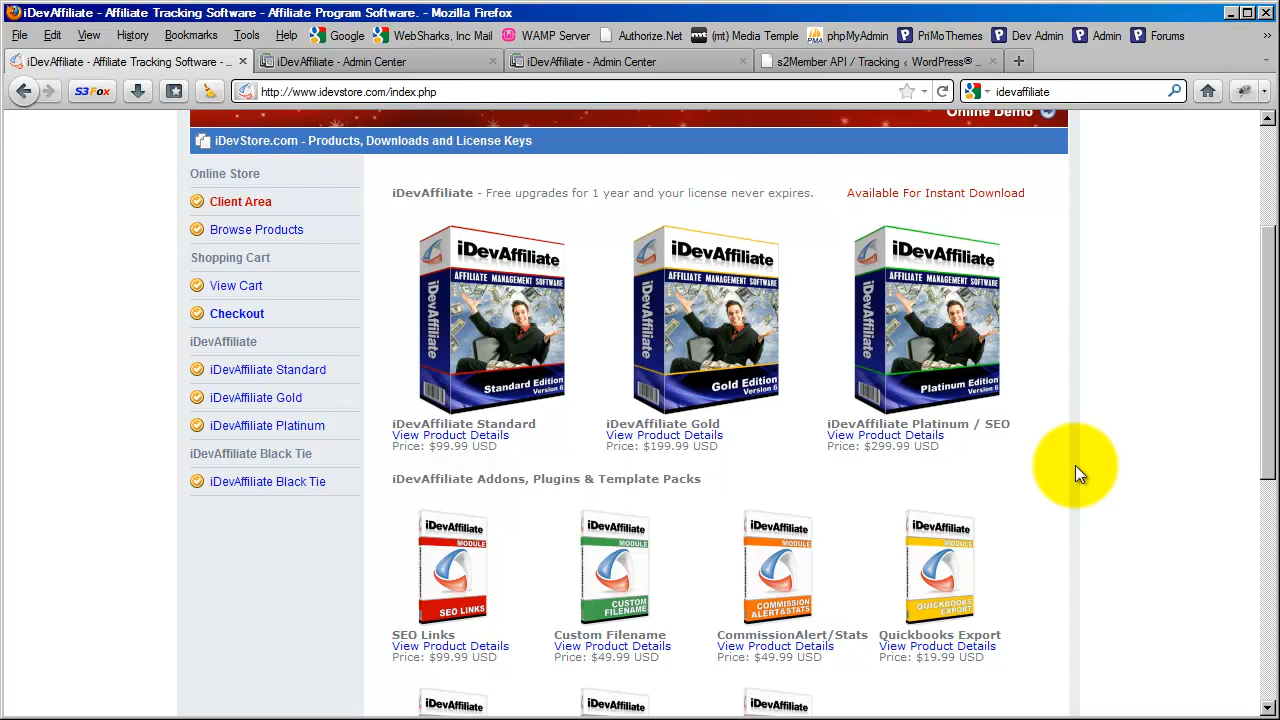 iDevAffiliate - Affiliate Tracking Software - Affiliate Program Software. - Mozilla Firefox
File Edit View History Bookmarks Tools Help Google WebSharks, Inc Mail WAMP Server Authorize.Net (mt) Media Temple phpMyAdmin PriMoThemes Dev Admin Admin Forums »
iDevAffiliate - Affiliate Tracking Software - ... iDevAffiliate - Admin Center iDevAffiliate - Admin Center s2Member API / Tracking ‹ WordPress® ...
S3Fox http://www.idevstore.com/index.php idevaffiliate
Online Demo
iDevStore.com - Products, Downloads and License Keys
Online Store
Client Area
Browse Products
Shopping Cart
View Cart
Checkout
iDevAffiliate
iDevAffiliate Standard
iDevAffiliate Gold
iDevAffiliate Platinum
iDevAffiliate Black Tie
iDevAffiliate Black Tie
iDevAffiliate - Free upgrades for 1 year and your license never expires. Available For Instant Download
iDevAffiliate iDevAffiliate iDevAffiliate
AFFILIATE MANAGEMENT SOFTWARE AFFILIATE MANAGEMENT SOFTWARE AFFILIATE MANAGEMENT SOFTWARE
iDevAffiliate iDevAffiliate iDevAffiliate
Standard Edition Gold Edition Platinum Edition
Version 6 Version 6 Version 6
iDevAffiliate Standard iDevAffiliate Gold iDevAffiliate Platinum / SEO
View Product Details View Product Details View Product Details
Price: $99.99 USD Price: $199.99 USD Price: $299.99 USD
iDevAffiliate Addons, Plugins & Template Packs
iDevAffiliate iDevAffiliate iDevAffiliate iDevAffiliate
MODULE MODULE MODULE MODULE
SEO LINKS CUSTOM FILENAME COMMISSION ALERT&STATS QUICKBOOKS EXPORT
SEO Links Custom Filename CommissionAlert/Stats Quickbooks Export
View Product Details View Product Details View Product Details View Product Details
Price: $99.99 USD Price: $49.99 USD Price: $49.99 USD Price: $19.99 USD
iDevAffiliate iDevAffiliate iDevAffiliate